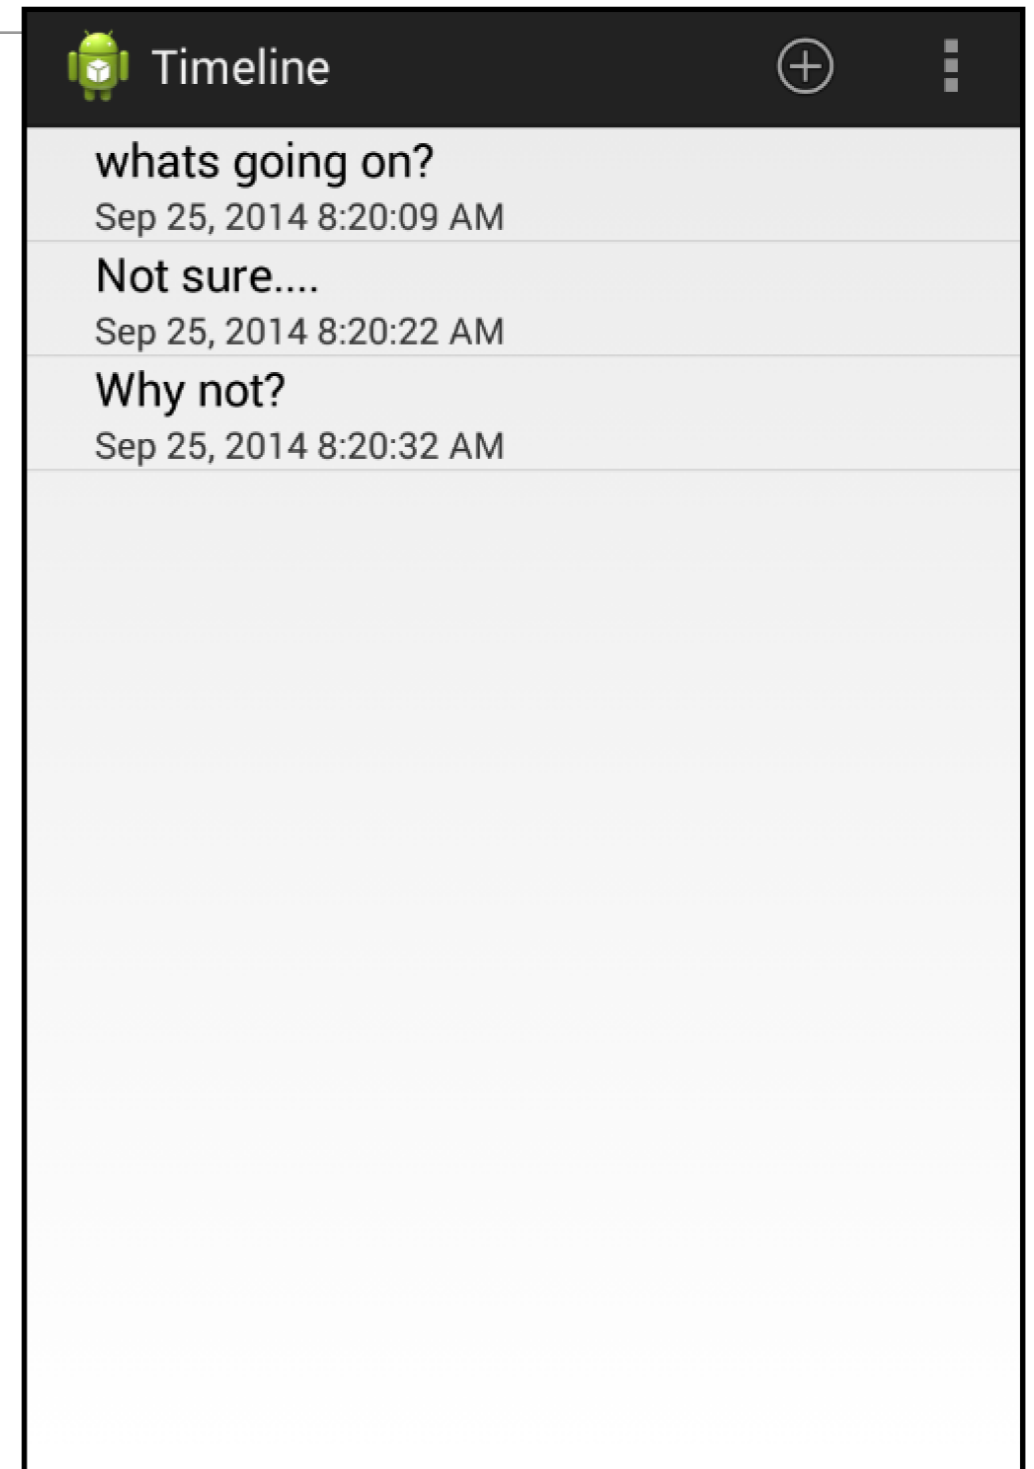 Timeline
whats going on?
Sep 25, 2014 8:20:09 AM
Not sure....
Sep 25, 2014 8:20:22 AM
Why not?
Sep 25, 2014 8:20:32 AM